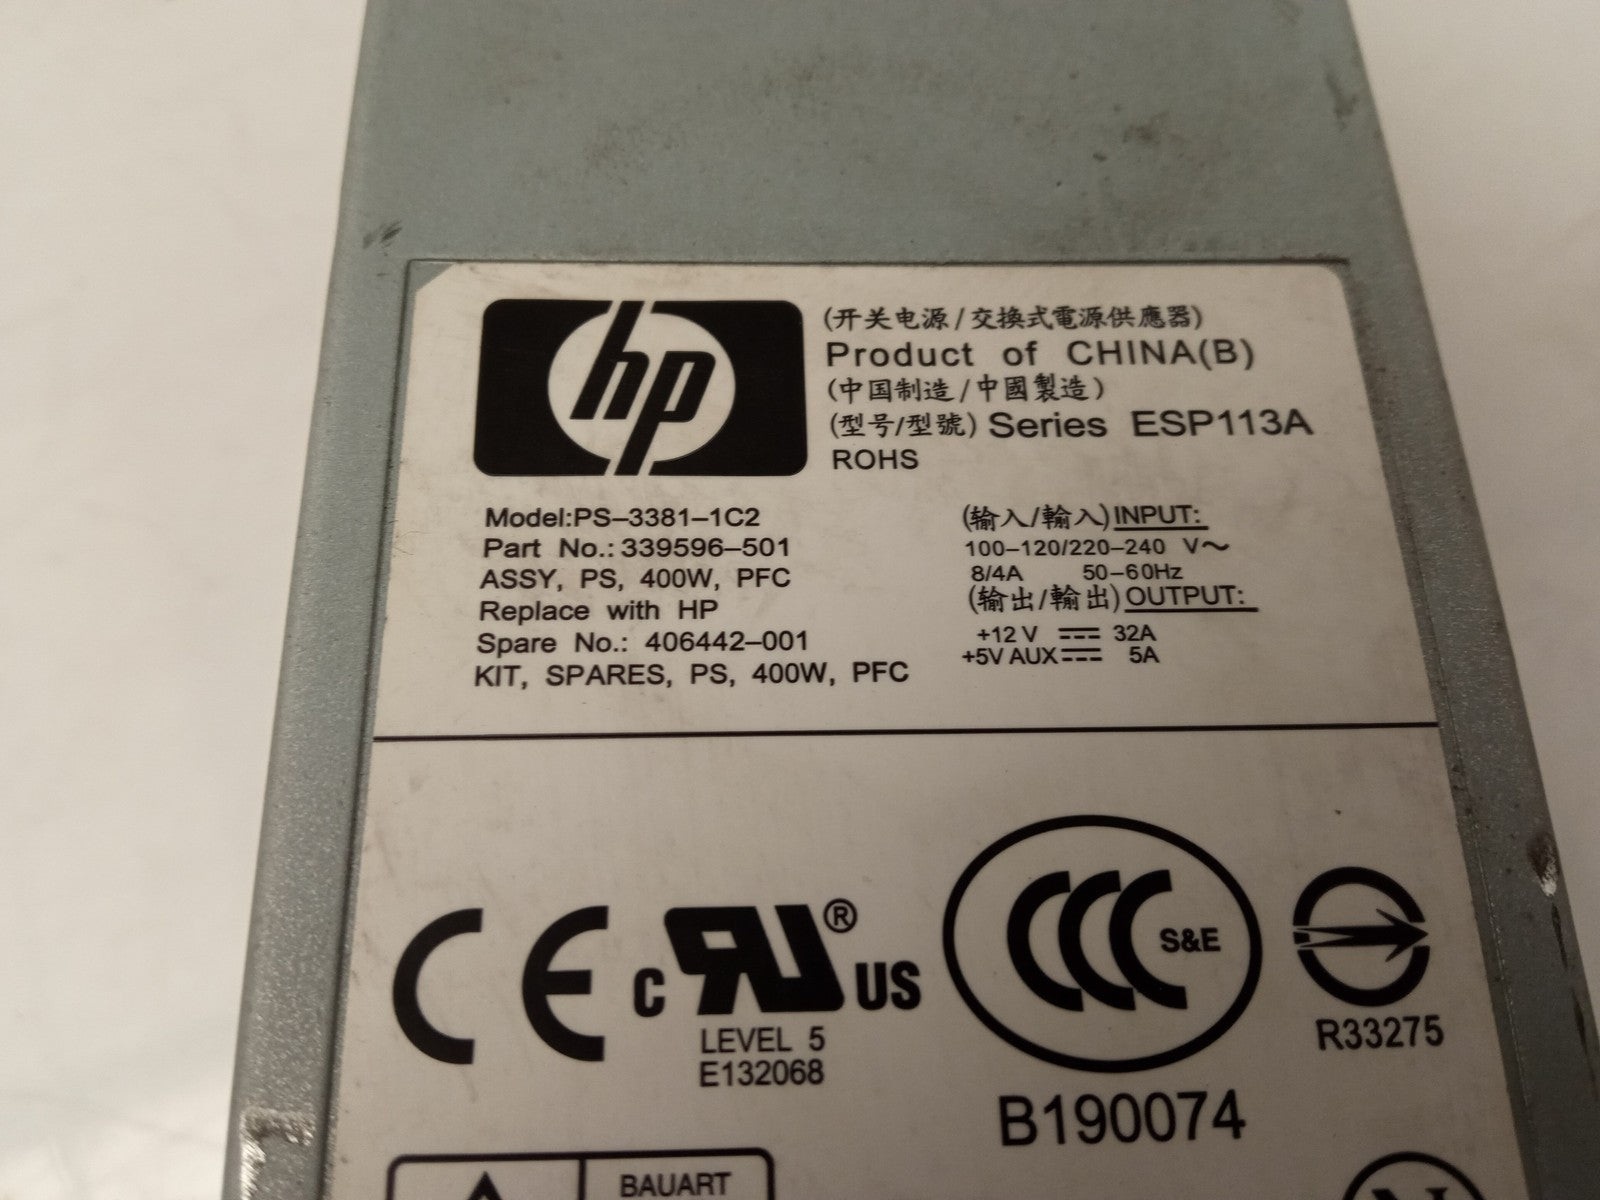 hp
(开关电源/交换式電源供應器)
Product of CHINA(B)
(中国制造/中國製造)
(型号/型號) Series ESP113A
ROHS
Model:PS-3381-1C2
Part No.:339596-501
ASSY, PS, 400W, PFC
Replace with HP
Spare No.: 406442-001
KIT, SPARES, PS, 400W, PFC
(输入/輸入)INPUT:
100-120/220-240 V~
8/4A 50-60Hz
(输出/輸出)OUTPUT:
+12 V ⎓ 32A
+5V AUX ⎓ 5A
CE
c RU ® US
LEVEL 5
E132068
CCC S&E
B190074
R33275
BAUART
N